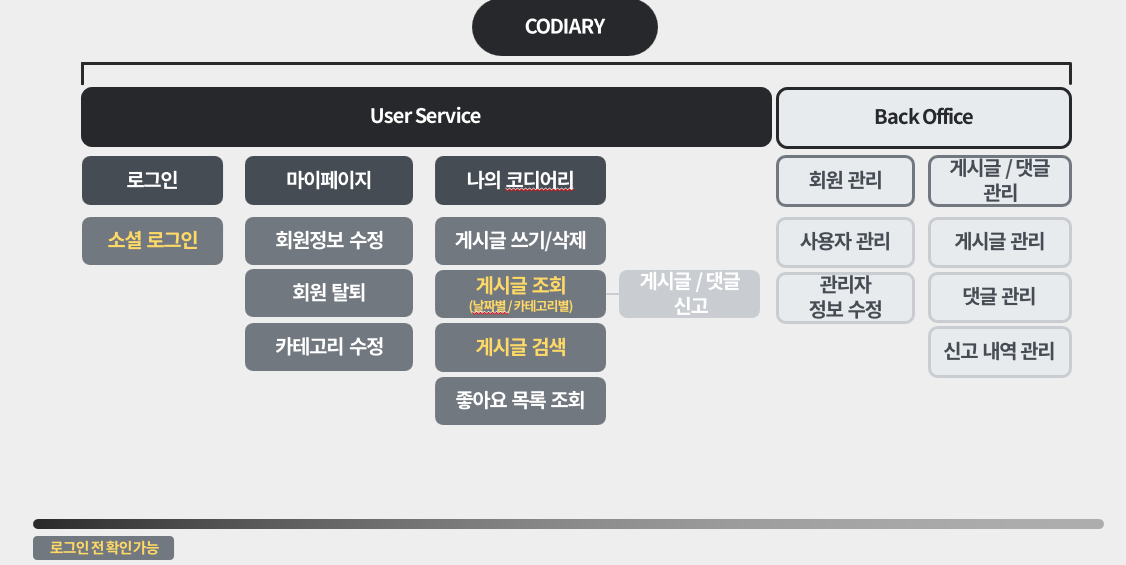 CODIARY
User Service
Back Office
로그인
마이페이지
나의 코디어리
회원 관리
게시글 / 댓글
관리
소셜 로그인
회원정보 수정
게시글 쓰기/삭제
사용자 관리
게시글 관리
회원 탈퇴
게시글 조회
(날짜별 / 카테고리별)
게시글 / 댓글
신고
관리자
정보 수정
댓글 관리
카테고리 수정
게시글 검색
신고 내역 관리
좋아요 목록 조회
로그인 전 확인 가능